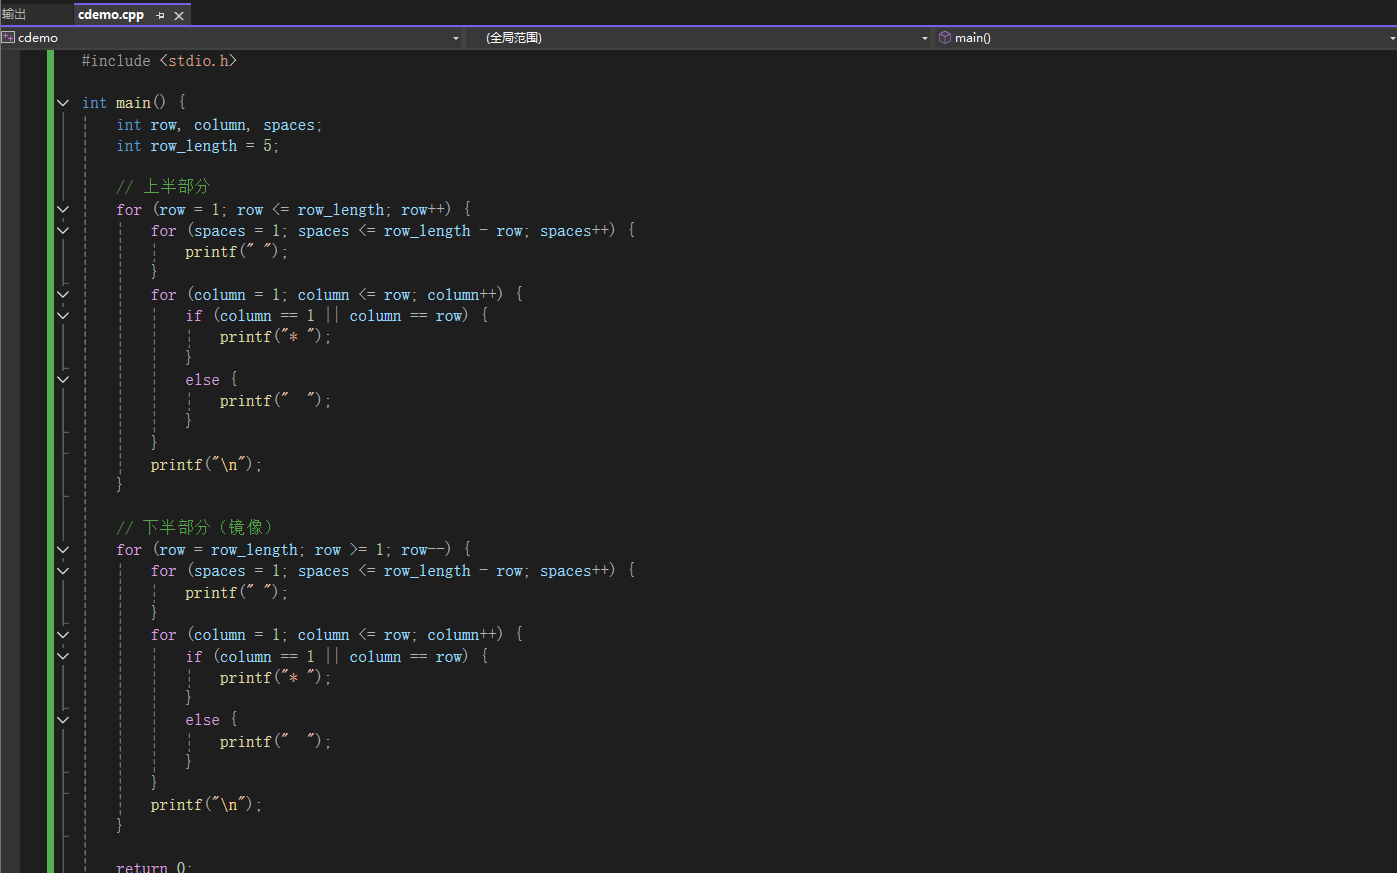 输出 cdemo.cpp
cdemo (全局范围) main()
#include <stdio.h>
int main() {
    int row, column, spaces;
    int row_length = 5;
    // 上半部分
    for (row = 1; row <= row_length; row++) {
        for (spaces = 1; spaces <= row_length - row; spaces++) {
            printf(" ");
        }
        for (column = 1; column <= row; column++) {
            if (column == 1 || column == row) {
                printf("* ");
            }
            else {
                printf("  ");
            }
        }
        printf("\n");
    }
    // 下半部分（镜像）
    for (row = row_length; row >= 1; row--) {
        for (spaces = 1; spaces <= row_length - row; spaces++) {
            printf(" ");
        }
        for (column = 1; column <= row; column++) {
            if (column == 1 || column == row) {
                printf("* ");
            }
            else {
                printf("  ");
            }
        }
        printf("\n");
    }
    return 0;